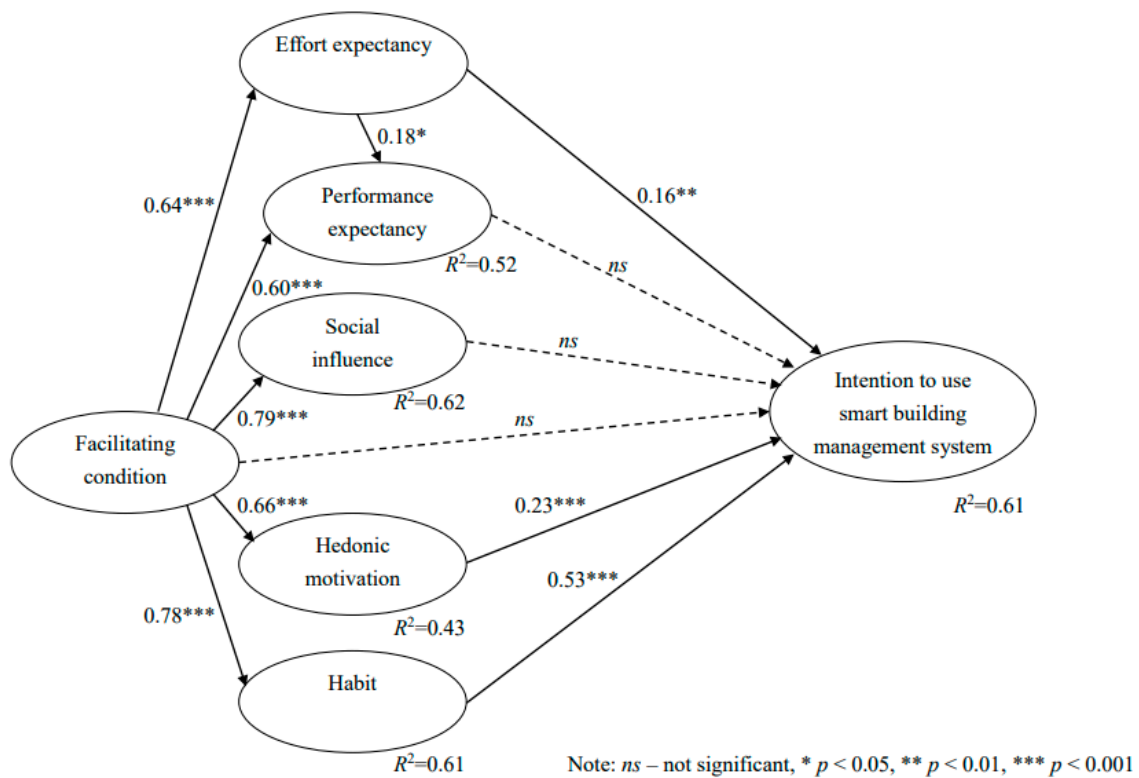 Effort expectancy
0.18*
0.64***
Performance
expectancy
0.16**
R²=0.52
ns
0.60***
Social
influence
ns
R²=0.62
0.79***
Intention to use
smart building
management system
R²=0.61
Facilitating
condition
ns
0.66***
0.23***
Hedonic
motivation
R²=0.43
0.53***
0.78***
Habit
R²=0.61
Note: ns – not significant, * p < 0.05, ** p < 0.01, *** p < 0.001